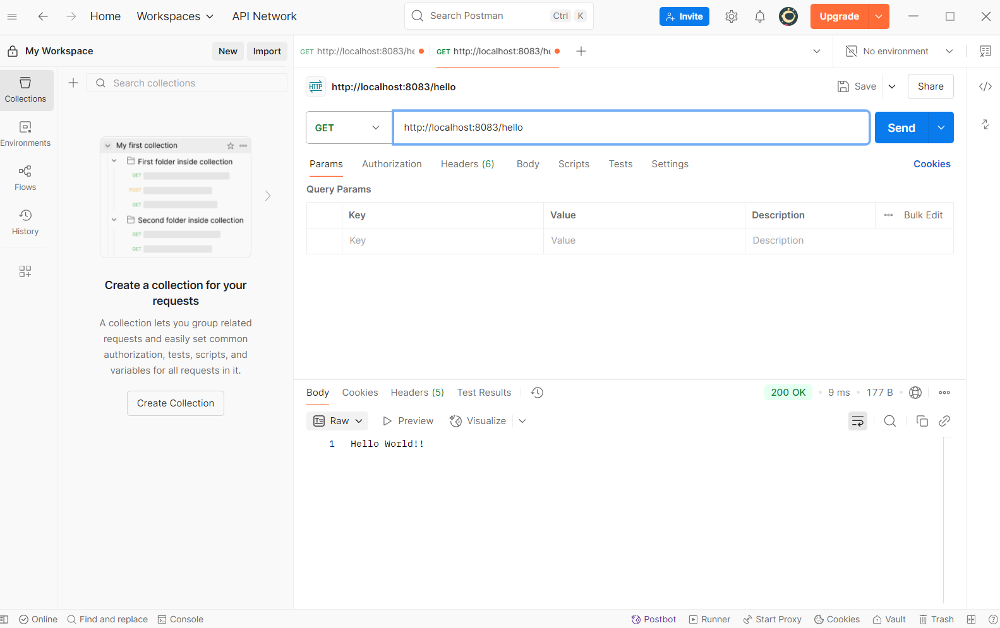 Home Workspaces API Network Search Postman Ctrl K Invite Upgrade
My Workspace New Import
GET http://localhost:8083/he GET http://localhost:8083/he No environment
Collections
Environments
Flows
History
Search collections
My first collection
First folder inside collection
GET
POST
GET
Second folder inside collection
GET
GET
Create a collection for your
requests
A collection lets you group related
requests and easily set common
authorization, tests, scripts, and
variables for all requests in it.
Create Collection
HTTP http://localhost:8083/hello Save Share
GET http://localhost:8083/hello Send
Params Authorization Headers (6) Body Scripts Tests Settings Cookies
Query Params
Key Value Description Bulk Edit
Key Value Description
Body Cookies Headers (5) Test Results 200 OK 9 ms 177 B
Raw Preview Visualize
1 Hello World!!
Online Find and replace Console Postbot Runner Start Proxy Cookies Vault Trash